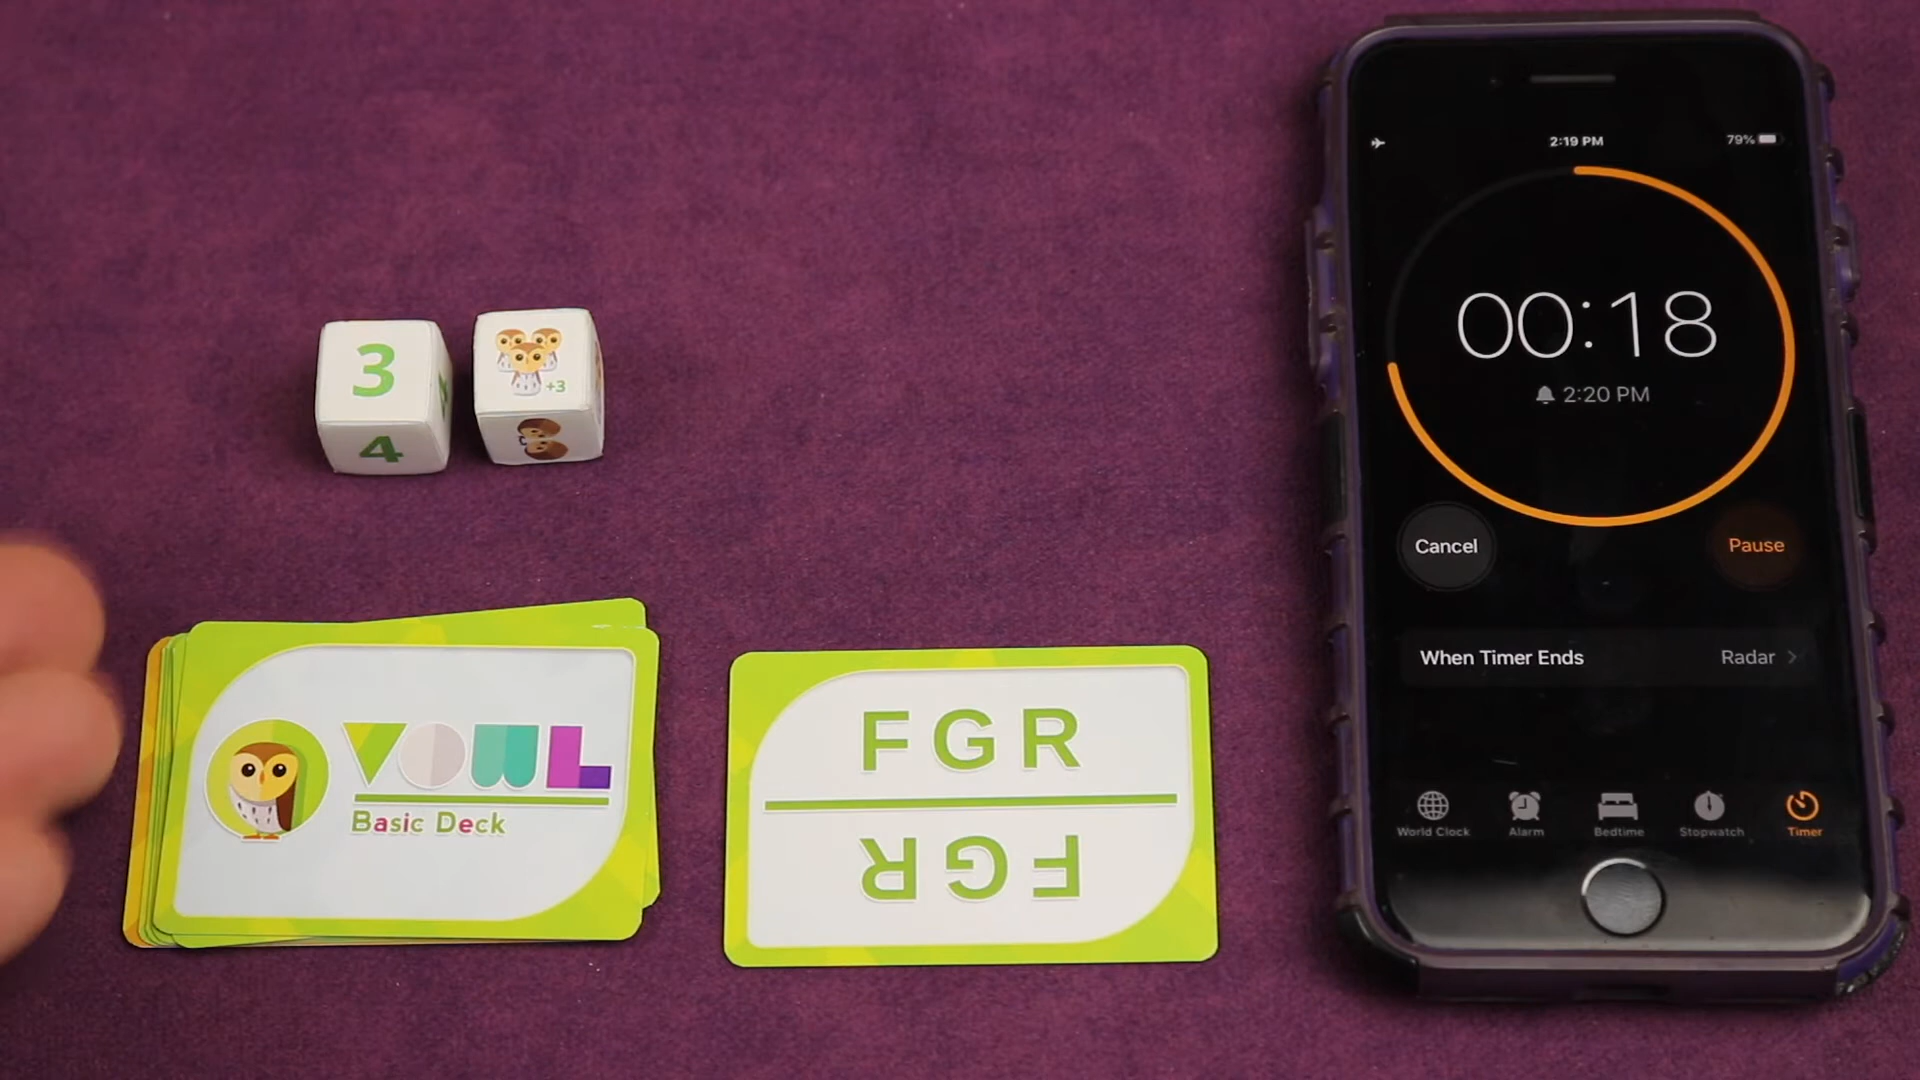 3
4
+3
VOWL
Basic Deck
FGR
FGR
2:19 PM
79%
00:18
2:20 PM
Cancel
Pause
When Timer Ends
Radar
World Clock
Alarm
Bedtime
Stopwatch
Timer